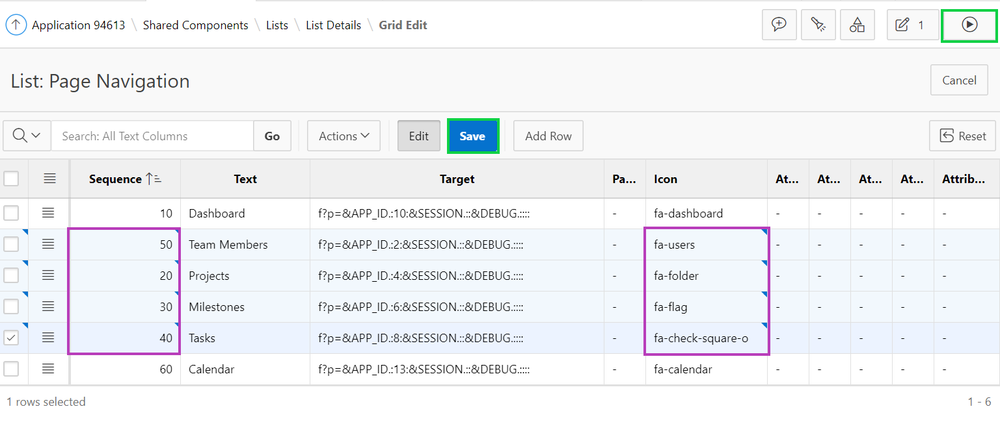 Application 94613 \ Shared Components \ Lists \ List Details \ Grid Edit 1
List: Page Navigation Cancel
Search: All Text Columns Go Actions Edit Save Add Row Reset
Sequence Text Target Pa... Icon At... At... At... At... Attrib...
10 Dashboard f?p=&APP_ID.:10:&SESSION.::&DEBUG.:::: - fa-dashboard - - - - -
50 Team Members f?p=&APP_ID.:2:&SESSION.::&DEBUG.:::: - fa-users - - - - -
20 Projects f?p=&APP_ID.:4:&SESSION.::&DEBUG.:::: - fa-folder - - - - -
30 Milestones f?p=&APP_ID.:6:&SESSION.::&DEBUG.:::: - fa-flag - - - - -
40 Tasks f?p=&APP_ID.:8:&SESSION.::&DEBUG.:::: - fa-check-square-o - - - - -
60 Calendar f?p=&APP_ID.:13:&SESSION.::&DEBUG.:::: - fa-calendar - - - - -
1 rows selected 1 - 6